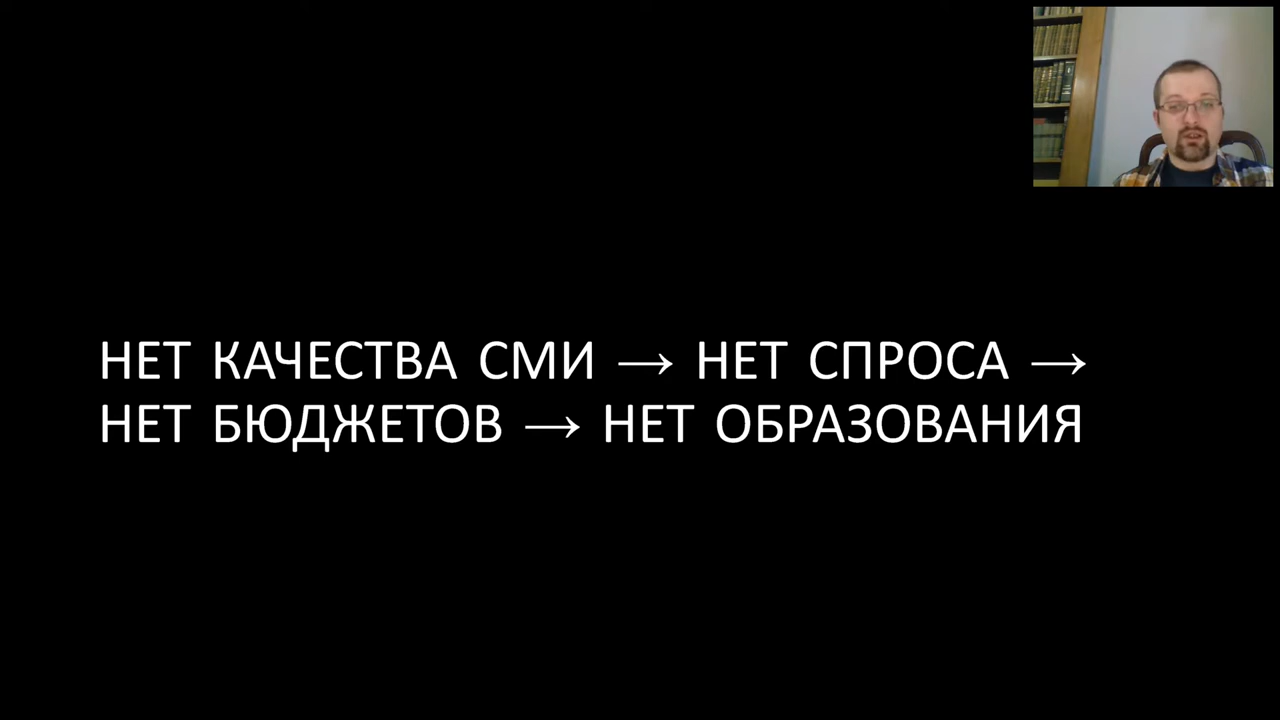 НЕТ КАЧЕСТВА СМИ → НЕТ СПРОСА →
НЕТ БЮДЖЕТОВ → НЕТ ОБРАЗОВАНИЯ